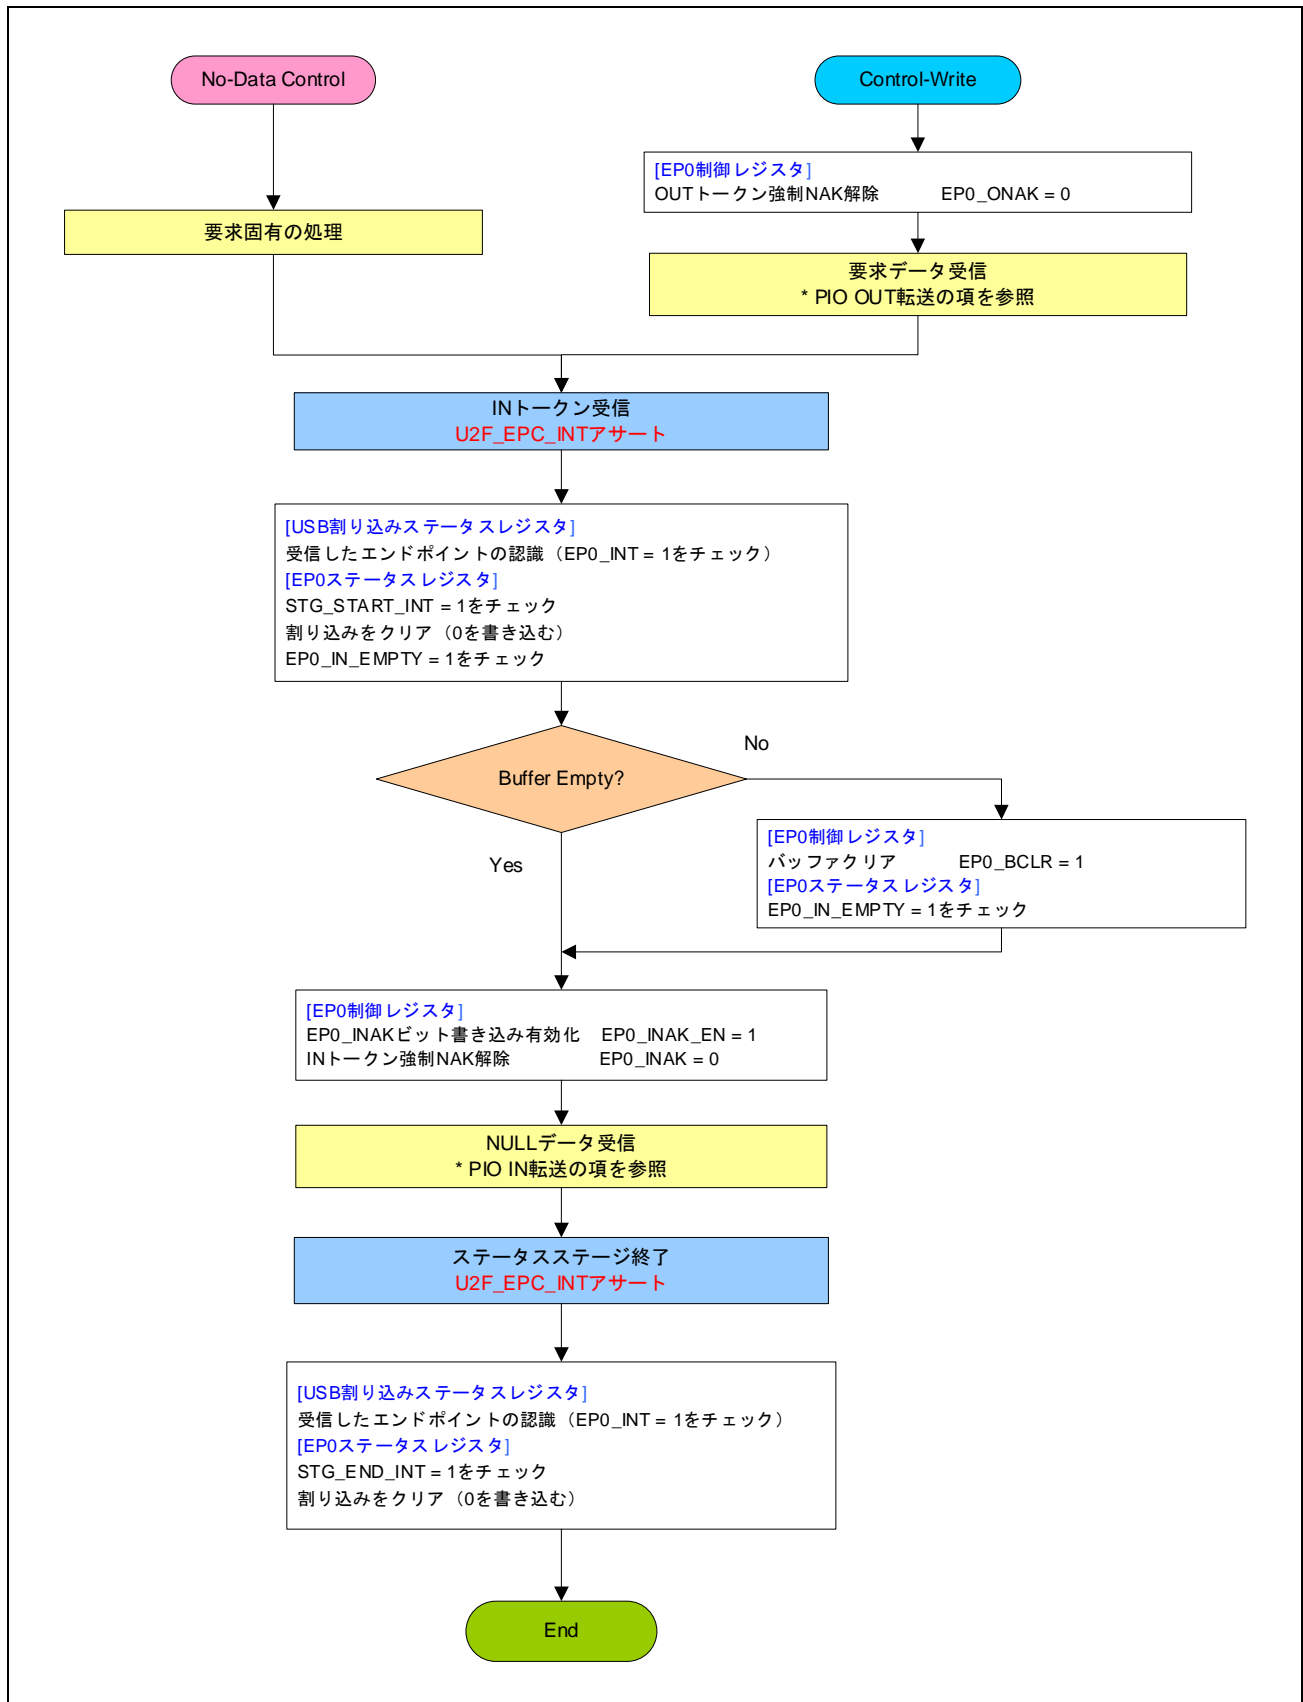 No-Data Control
Control-Write
[EP0制御レジスタ]
OUTトークン強制NAK解除 EP0_ONAK = 0
要求固有の処理
要求データ受信
* PIO OUT転送の項を参照
INトークン受信
U2F_EPC_INTアサート
[USB割り込みステータスレジスタ]
受信したエンドポイントの認識（EP0_INT = 1をチェック）
[EP0ステータスレジスタ]
STG_START_INT = 1をチェック
割り込みをクリア（0を書き込む）
EP0_IN_EMPTY = 1をチェック
Buffer Empty?
No
Yes
[EP0制御レジスタ]
バッファクリア EP0_BCLR = 1
[EP0ステータスレジスタ]
EP0_IN_EMPTY = 1をチェック
[EP0制御レジスタ]
EP0_INAKビット書き込み有効化 EP0_INAK_EN = 1
INトークン強制NAK解除 EP0_INAK = 0
NULLデータ受信
* PIO IN転送の項を参照
ステータスステージ終了
U2F_EPC_INTアサート
[USB割り込みステータスレジスタ]
受信したエンドポイントの認識（EP0_INT = 1をチェック）
[EP0ステータスレジスタ]
STG_END_INT = 1をチェック
割り込みをクリア（0を書き込む）
End